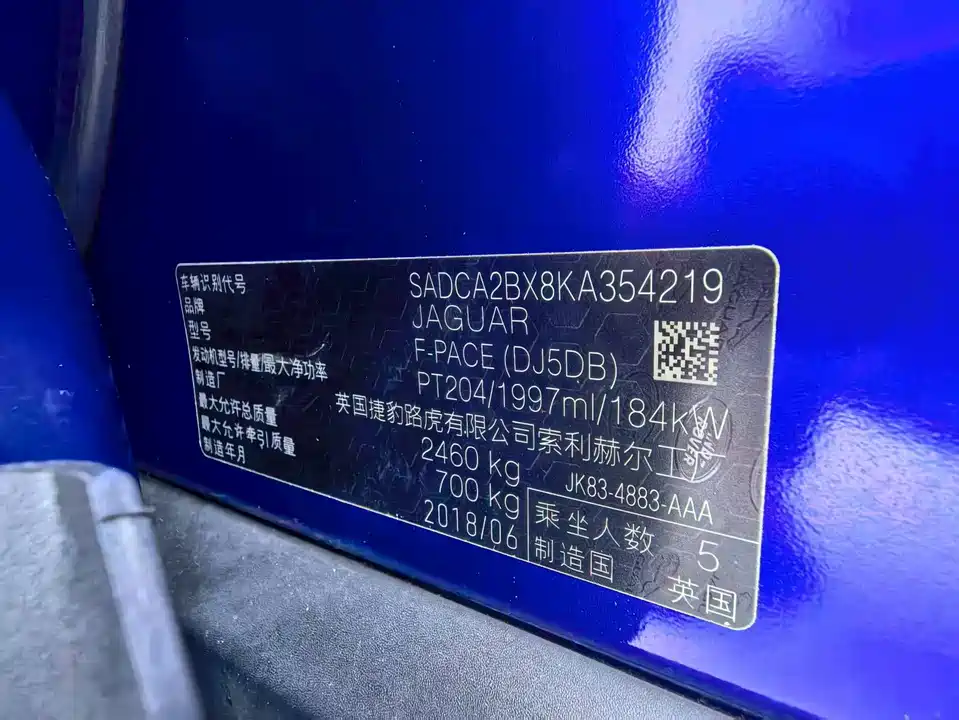 车辆识别代号 SADCA2BX8KA354219
品牌 JAGUAR
型号 F-PACE (DJ5DB)
发动机型号/排量/最大净功率 PT204/1997ml/184kW
制造厂 英国捷豹路虎有限公司索利赫尔工厂
最大允许总质量 2460 kg
最大允许牵引质量 700 kg
制造年月 2018/06
JK83-4883-AAA
乘坐人数 5
制造国 英国